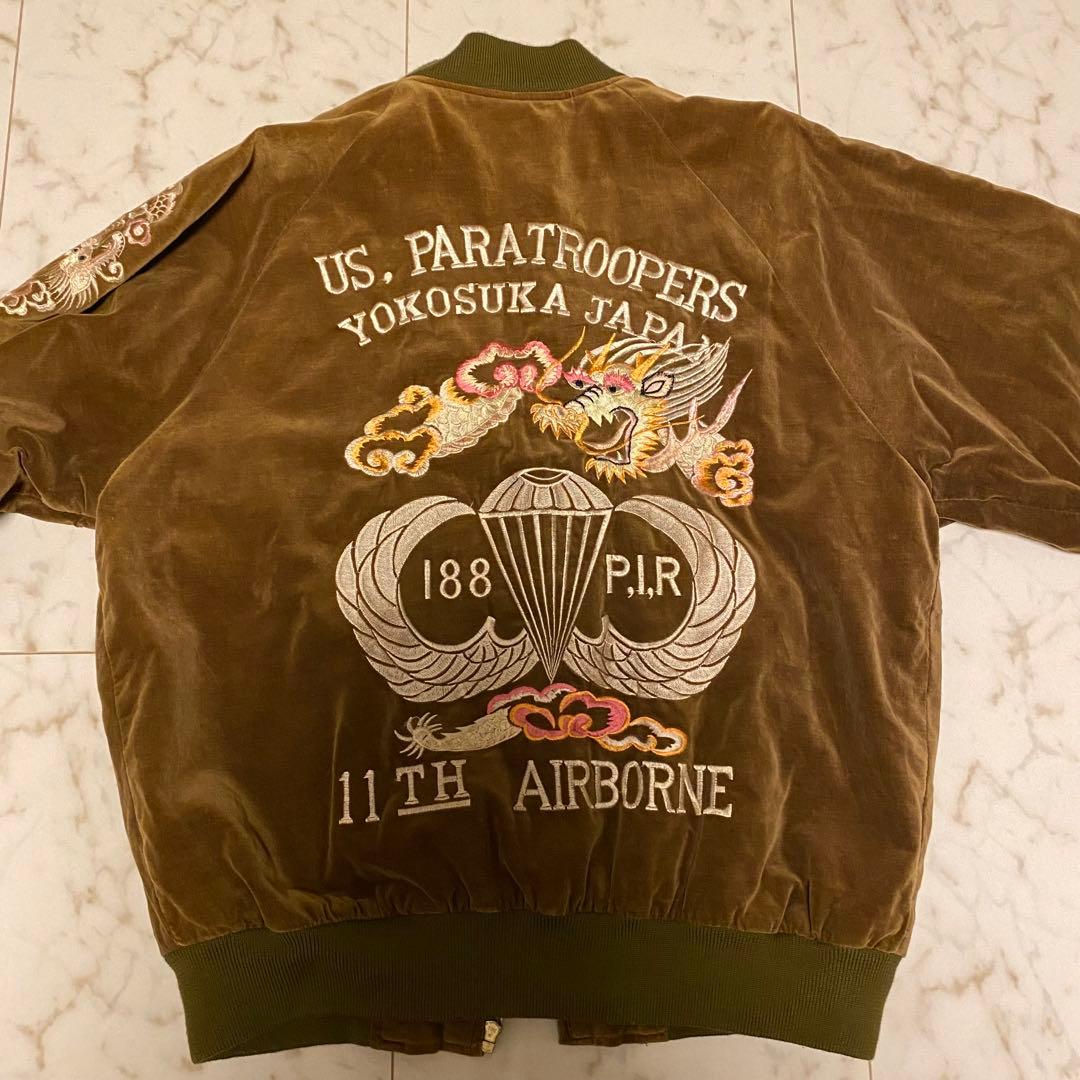 US, PARATROOPERS
YOKOSUKA JAPAN
188 P,I,R
11TH AIRBORNE